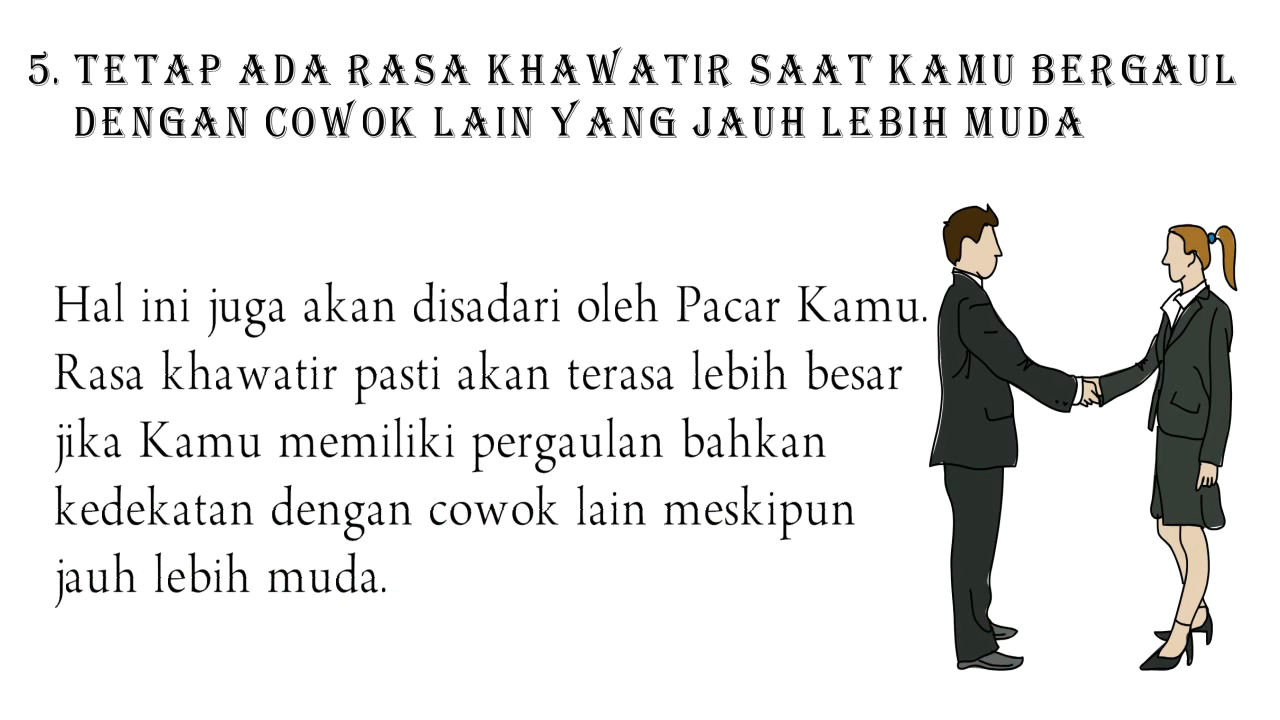 5. TETAP ADA RASA KHAWATIR SAAT KAMU BERGAUL
DENGAN COWOK LAIN YANG JAUH LEBIH MUDA
Hal ini juga akan disadari oleh Pacar Kamu.
Rasa khawatir pasti akan terasa lebih besar
jika Kamu memiliki pergaulan bahkan
kedekatan dengan cowok lain meskipun
jauh lebih muda.